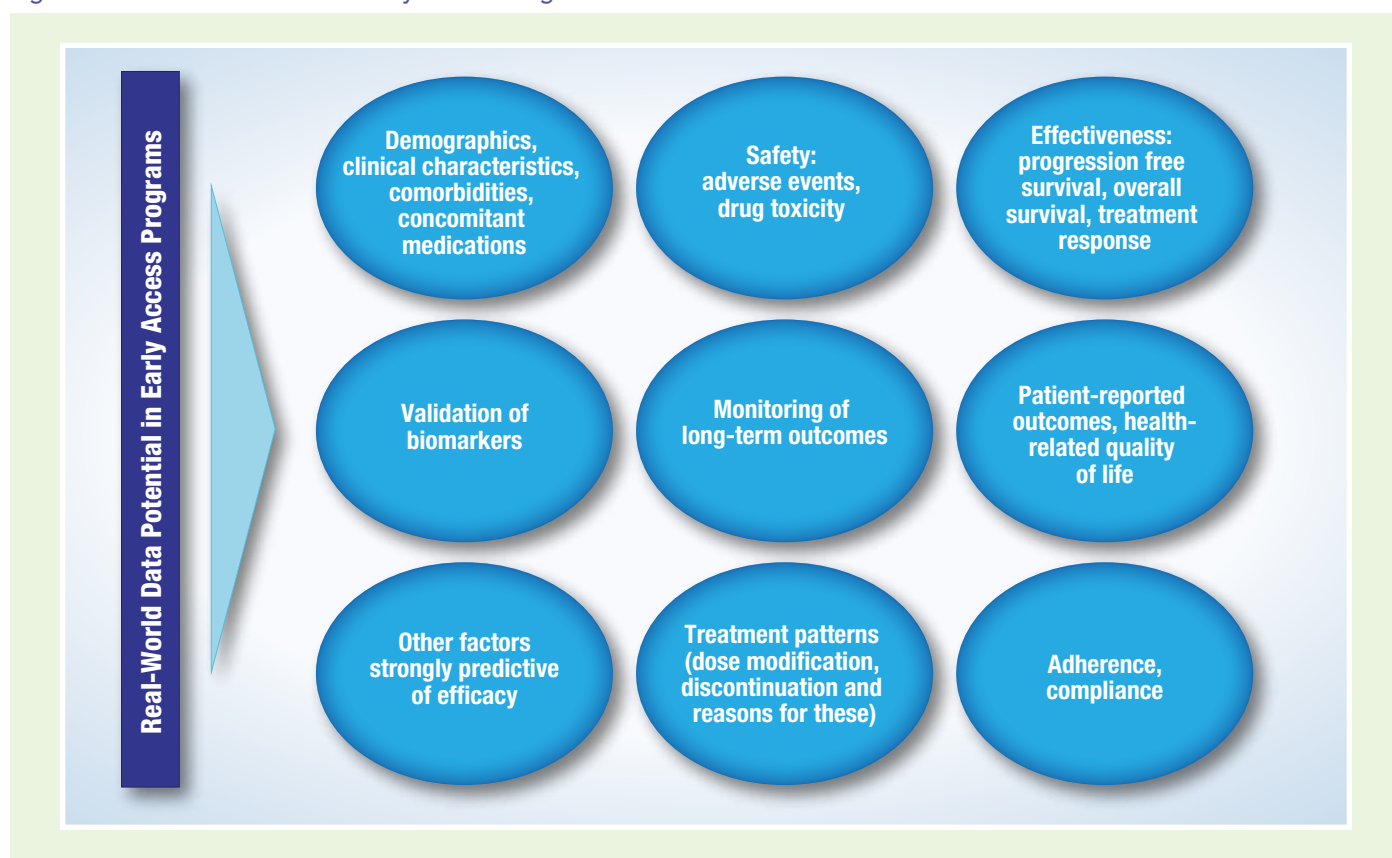 Real-World Data Potential in Early Access Programs
Demographics,
clinical characteristics,
comorbidities,
concomitant
medications
Safety:
adverse events,
drug toxicity
Effectiveness:
progression free
survival, overall
survival, treatment
response
Validation of
biomarkers
Monitoring of
long-term outcomes
Patient-reported
outcomes, health-
related quality
of life
Other factors
strongly predictive
of efficacy
Treatment patterns
(dose modification,
discontinuation and
reasons for these)
Adherence,
compliance